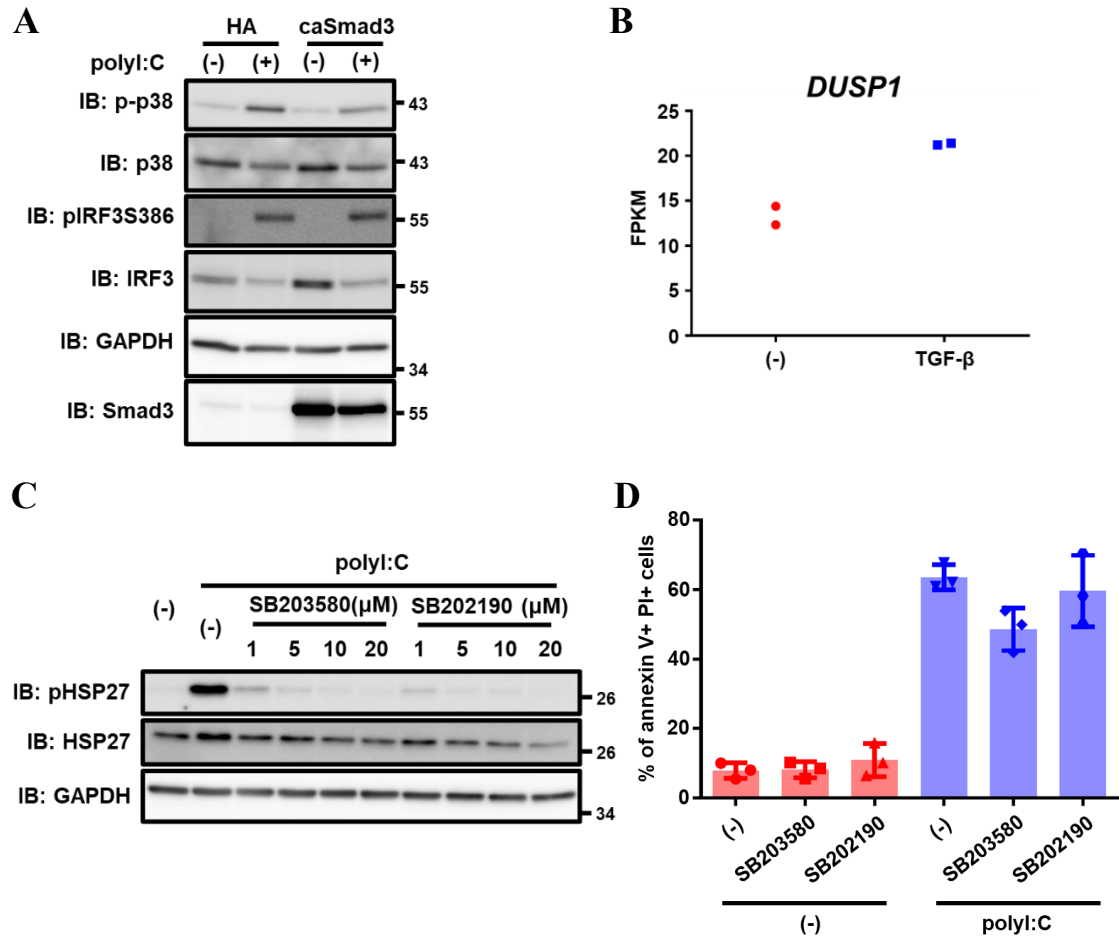 A
HA caSmad3
polyI:C (-) (+) (-) (+)
IB: p-p38 43
IB: p38 43
IB: pIRF3S386 55
IB: IRF3 55
IB: GAPDH 34
IB: Smad3 55
B
DUSP1
FPKM
25
20
15
10
5
0
(-) TGF-β
C
polyI:C
(-) (-) SB203580(μM) SB202190 (μM)
1 5 10 20 1 5 10 20
IB: pHSP27 26
IB: HSP27 26
IB: GAPDH 34
D
% of annexin V+ PI+ cells
80
60
40
20
0
(-) SB203580 SB202190 (-) SB203580 SB202190
(-) polyI:C